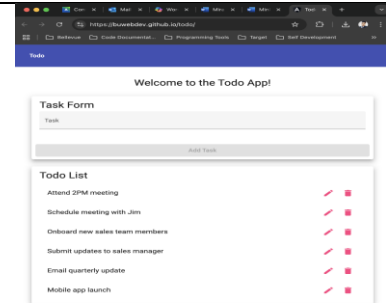 https://buwebdev.github.io/todo/
Bellevue
Code Documentat...
Programming Tools
Target
Self Development
Todo
Welcome to the Todo App!
Task Form
Task
Add Task
Todo List
Attend 2PM meeting
Schedule meeting with Jim
Onboard new sales team members
Submit updates to sales manager
Email quarterly update
Mobile app launch